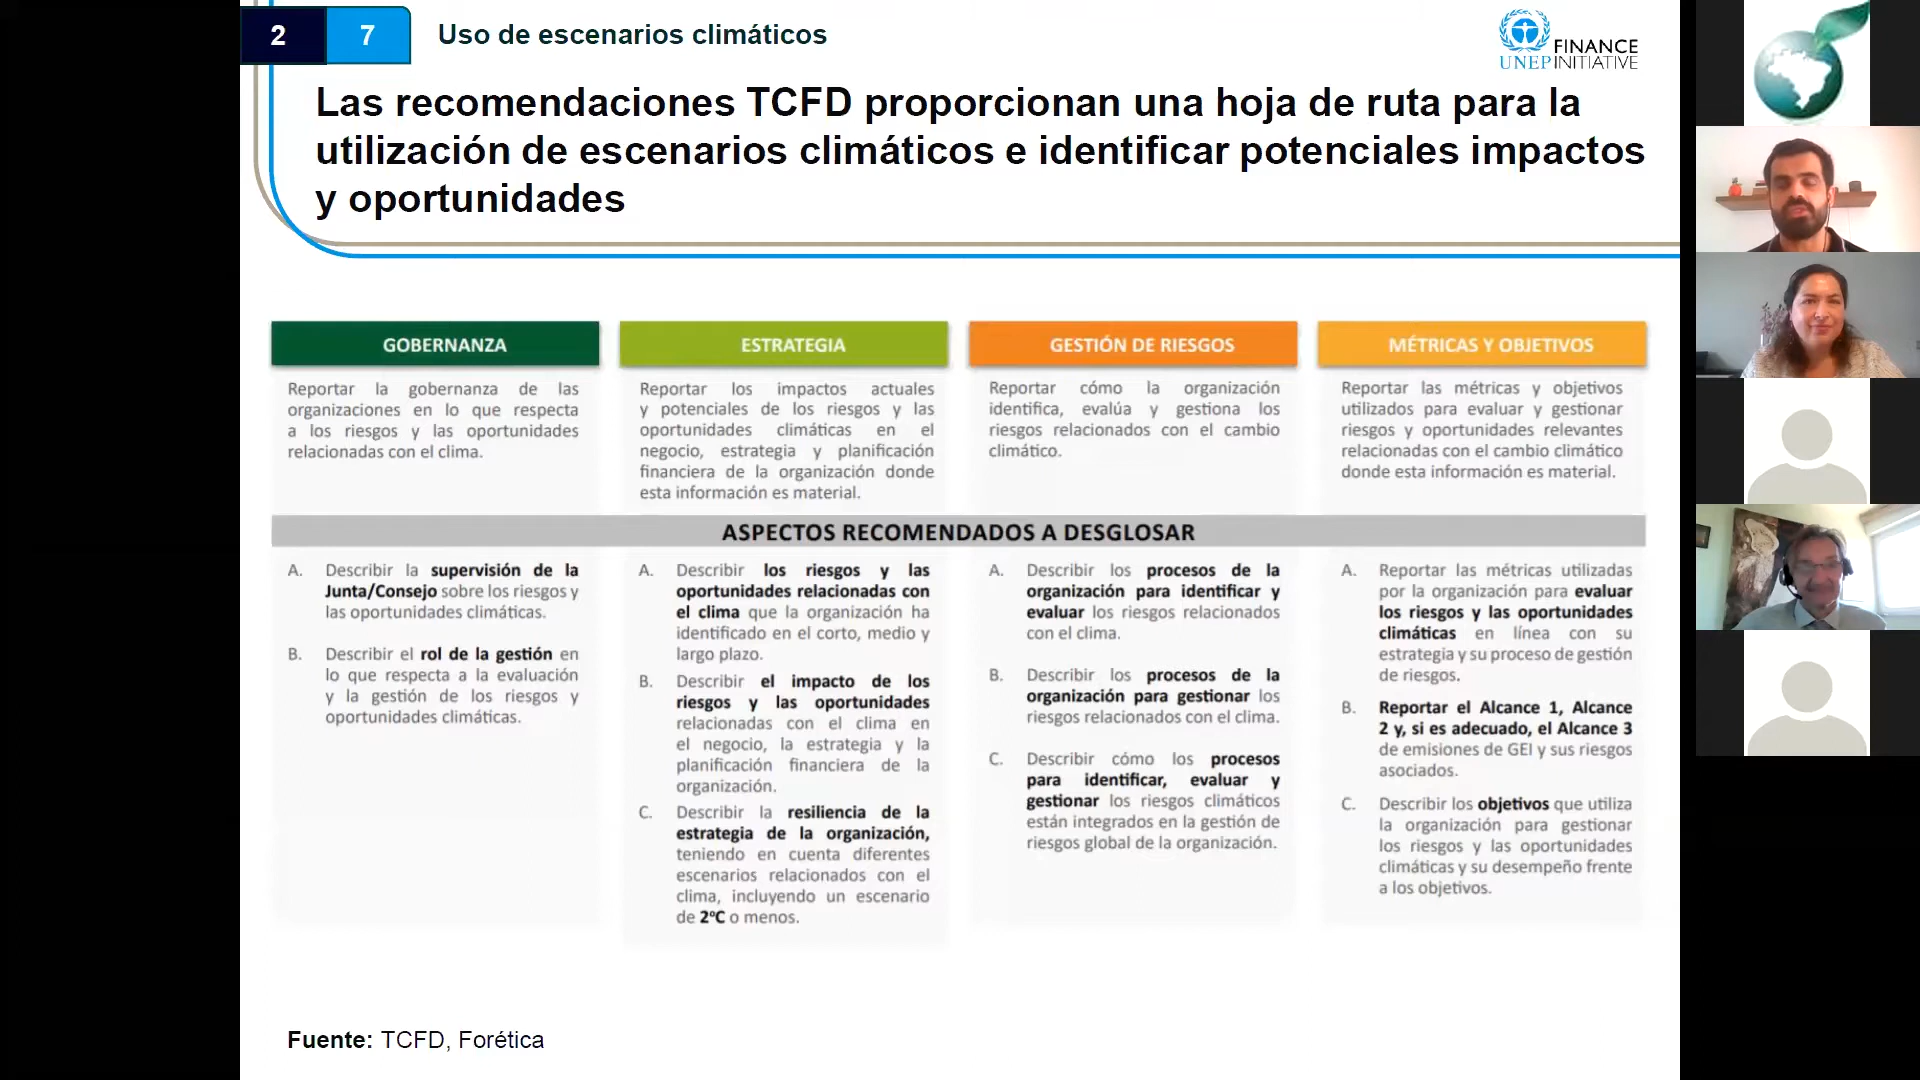 2 7 Uso de escenarios climáticos
FINANCE
UNEP INITIATIVE
Las recomendaciones TCFD proporcionan una hoja de ruta para la
utilización de escenarios climáticos e identificar potenciales impactos
y oportunidades
GOBERNANZA
Reportar la gobernanza de las
organizaciones en lo que respecta
a los riesgos y las oportunidades
relacionadas con el clima.
ESTRATEGIA
Reportar los impactos actuales
y potenciales de los riesgos y las
oportunidades climáticas en el
negocio, estrategia y planificación
financiera de la organización donde
esta información es material.
GESTIÓN DE RIESGOS
Reportar cómo la organización
identifica, evalúa y gestiona los
riesgos relacionados con el cambio
climático.
MÉTRICAS Y OBJETIVOS
Reportar las métricas y objetivos
utilizados para evaluar y gestionar
riesgos y oportunidades relevantes
relacionadas con el cambio climático
donde esta información es material.
ASPECTOS RECOMENDADOS A DESGLOSAR
A. Describir la supervisión de la
Junta/Consejo sobre los riesgos y
las oportunidades climáticas.
B. Describir el rol de la gestión en
lo que respecta a la evaluación
y la gestión de los riesgos y
oportunidades climáticas.
A. Describir los riesgos y las
oportunidades relacionadas con
el clima que la organización ha
identificado en el corto, medio y
largo plazo.
B. Describir el impacto de los
riesgos y las oportunidades
relacionadas con el clima en
el negocio, la estrategia y la
planificación financiera de la
organización.
C. Describir la resiliencia de la
estrategia de la organización,
teniendo en cuenta diferentes
escenarios relacionados con el
clima, incluyendo un escenario
de 2ºC o menos.
A. Describir los procesos de la
organización para identificar y
evaluar los riesgos relacionados
con el clima.
B. Describir los procesos de la
organización para gestionar los
riesgos relacionados con el clima.
C. Describir cómo los procesos
para identificar, evaluar y
gestionar los riesgos climáticos
están integrados en la gestión de
riesgos global de la organización.
A. Reportar las métricas utilizadas
por la organización para evaluar
los riesgos y las oportunidades
climáticas en línea con su
estrategia y su proceso de gestión
de riesgos.
B. Reportar el Alcance 1, Alcance
2 y, si es adecuado, el Alcance 3
de emisiones de GEI y sus riesgos
asociados.
C. Describir los objetivos que utiliza
la organización para gestionar
los riesgos y las oportunidades
climáticas y su desempeño frente
a los objetivos.
Fuente: TCFD, Forética